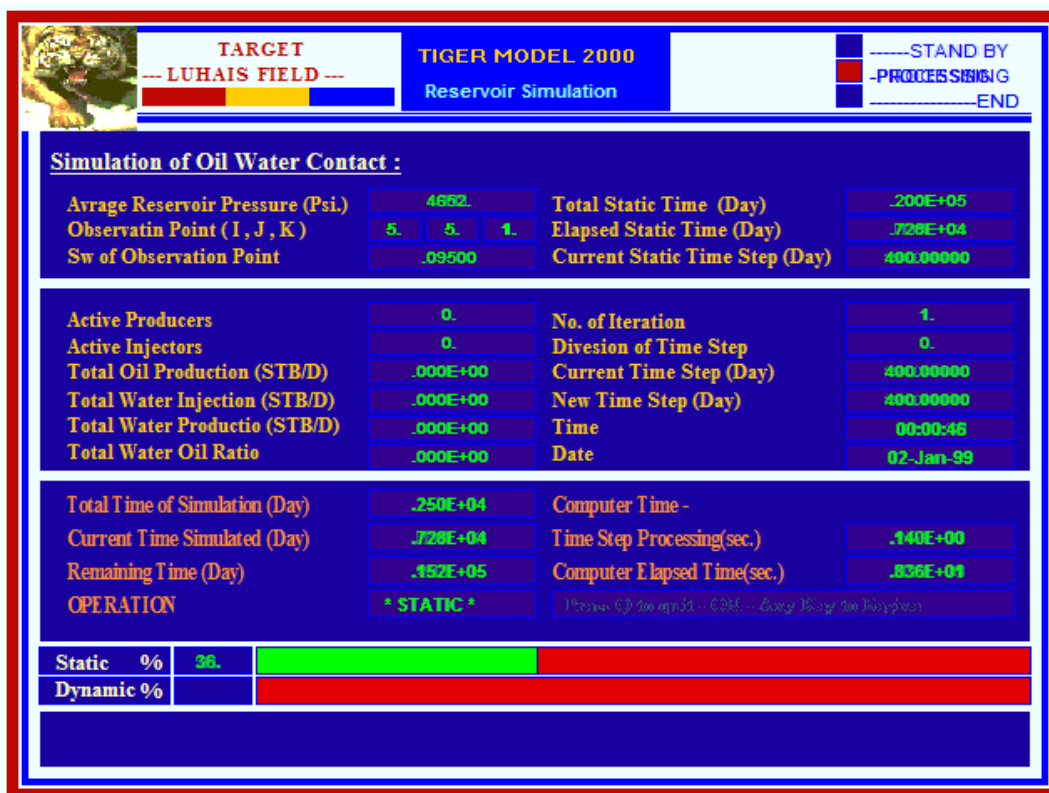 TARGET
--- LUHAIS FIELD ---
TIGER MODEL 2000
Reservoir Simulation
------STAND BY
----------------END
Simulation of Oil Water Contact :
Avrage Reservoir Pressure (Psi.) 4652.
Observatin Point ( I , J , K ) 5. 5. 1.
Sw of Observation Point .09500
Total Static Time (Day) .200E+05
Elapsed Static Time (Day) .728E+04
Current Static Time Step (Day) 400.00000
Active Producers 0.
Active Injectors 0.
Total Oil Production (STB/D) .000E+00
Total Water Injection (STB/D) .000E+00
Total Water Productio (STB/D) .000E+00
Total Water Oil Ratio .000E+00
No. of Iteration 1.
Divesion of Time Step 0.
Current Time Step (Day) 400.00000
New Time Step (Day) 400.00000
Time 00:00:46
Date 02-Jan-99
Total Time of Simulation (Day) .250E+04
Current Time Simulated (Day) .728E+04
Remaining Time (Day) .152E+05
OPERATION * STATIC *
Computer Time -
Time Step Processing(sec.) .140E+00
Computer Elapsed Time(sec.) .836E+01
Static % 36.
Dynamic %